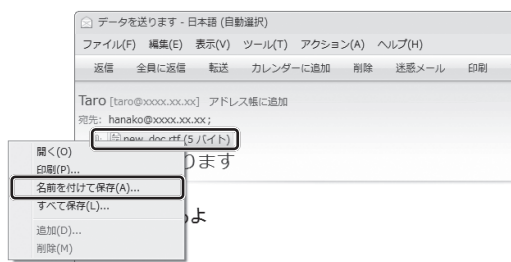 データを送ります - 日本語 (自動選択)
ファイル(F) 編集(E) 表示(V) ツール(T) アクション(A) ヘルプ(H)
返信 全員に返信 転送 カレンダーに追加 削除 迷惑メール 印刷
Taro [taro@xxxx.xx.xx] アドレス帳に追加
宛先: hanako@xxxx.xx.xx;
new_doc.rtf (5 バイト)
ります
開く(O)
印刷(P)...
名前を付けて保存(A)...
すべて保存(L)...
よ
追加(D)...
削除(M)